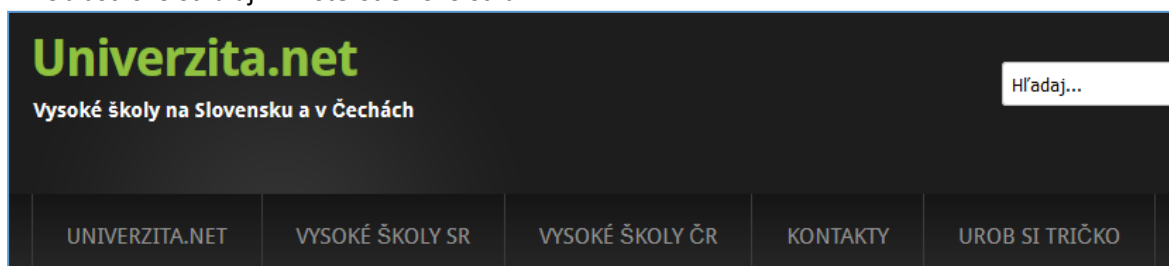 Univerzita.net
Vysoké školy na Slovensku a v Čechách
Hľadaj...
UNIVERZITA.NET VYSOKÉ ŠKOLY SR VYSOKÉ ŠKOLY ČR KONTAKTY UROB SI TRIČKO